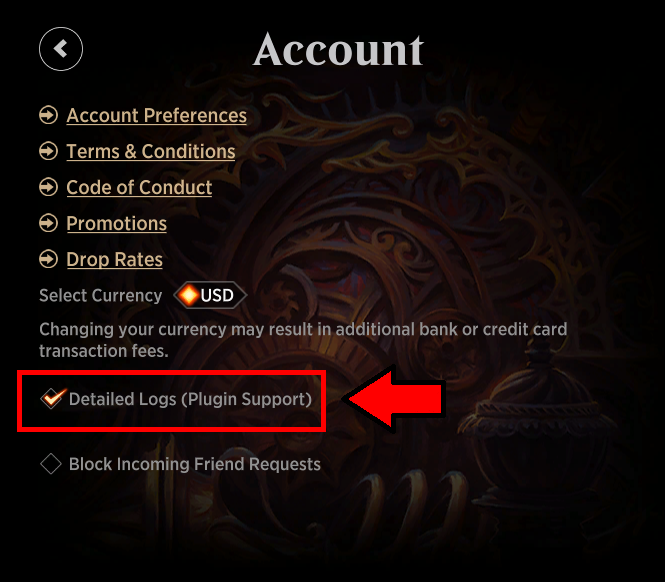 Account
Account Preferences
Terms & Conditions
Code of Conduct
Promotions
Drop Rates
Select Currency USD
Changing your currency may result in additional bank or credit card
transaction fees.
Detailed Logs (Plugin Support)
Block Incoming Friend Requests